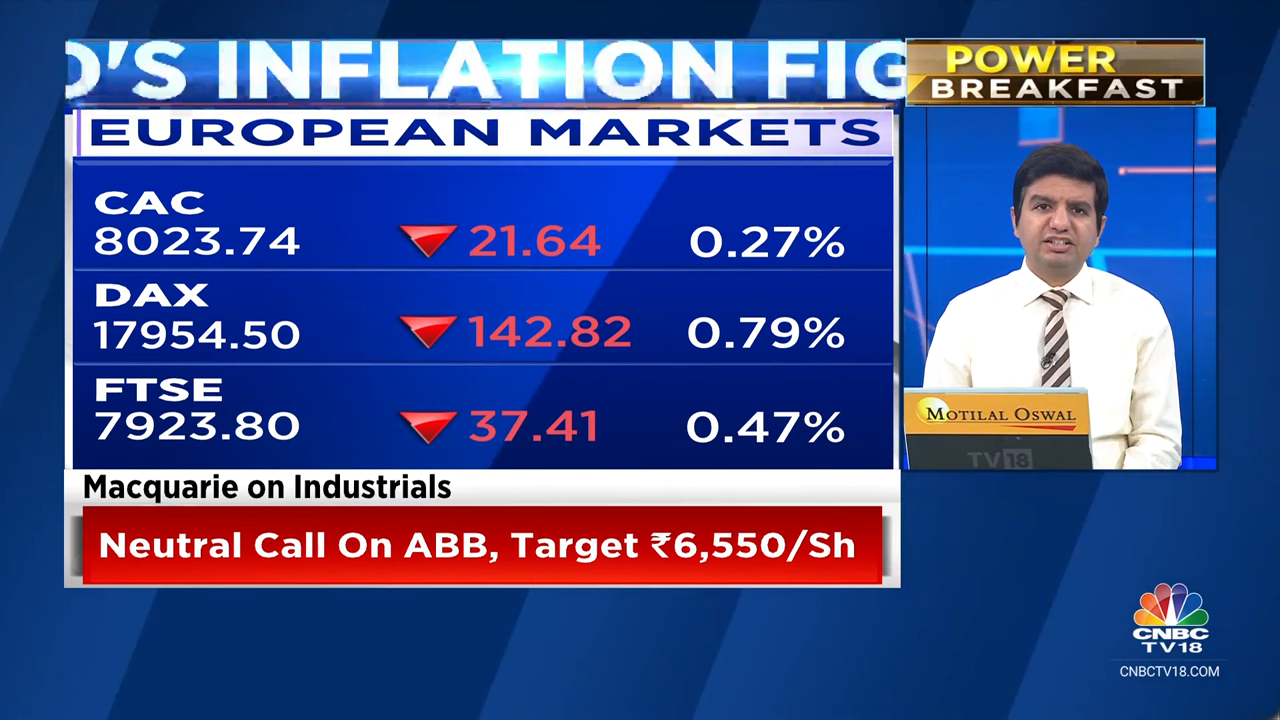 'S INFLATION FIG
POWER
BREAKFAST
EUROPEAN MARKETS
CAC
8023.74 21.64 0.27%
DAX
17954.50 142.82 0.79%
FTSE
7923.80 37.41 0.47%
MOTILAL OSWAL
TV18
Macquarie on Industrials
Neutral Call On ABB, Target ₹6,550/Sh
CNBC
TV18
CNBCTV18.COM